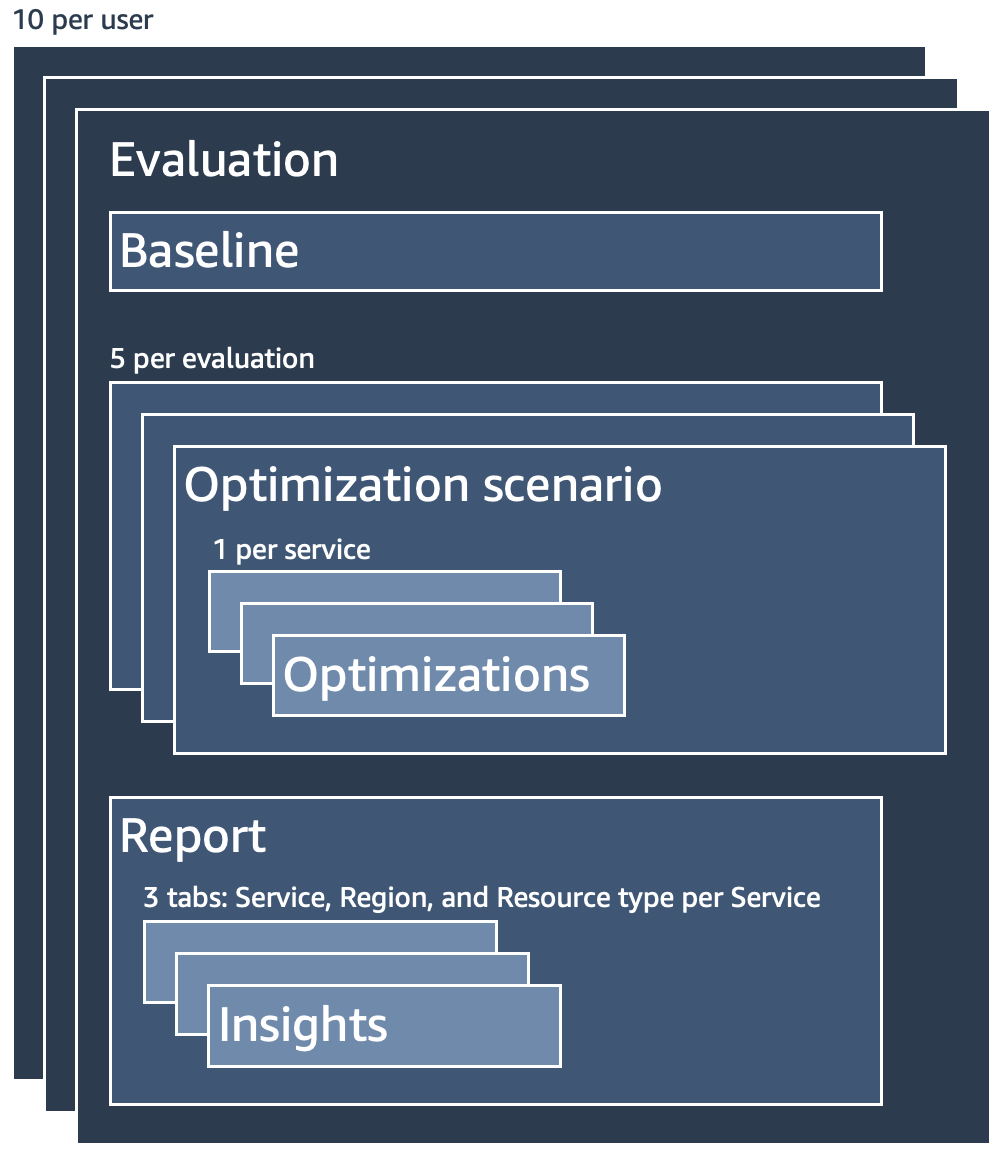 10 per user
Evaluation
Baseline
5 per evaluation
Optimization scenario
1 per service
Optimizations
Report
3 tabs: Service, Region, and Resource type per Service
Insights